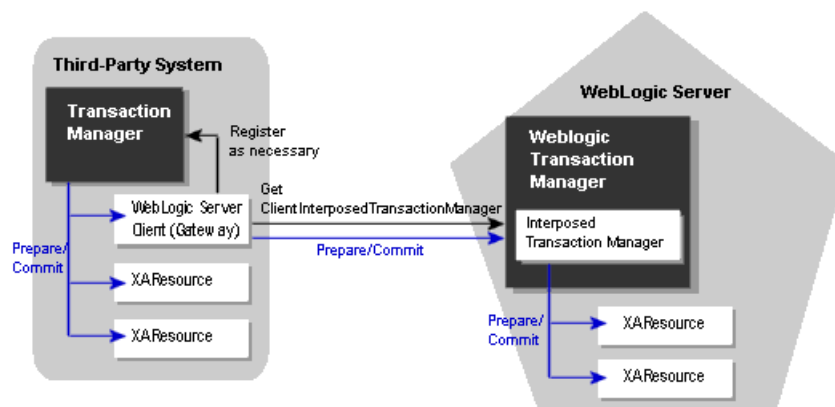 Third-Party System
Transaction
Manager
Register
as necessary
WebLogic Server
Client (Gateway)
Prepare/
Commit
XAResource
XAResource
Get
ClientInterposedTransactionManager
Prepare/Commit
WebLogic Server
Weblogic
Transaction
Manager
Interposed
Transaction Manager
Prepare/
Commit
XAResource
XAResource